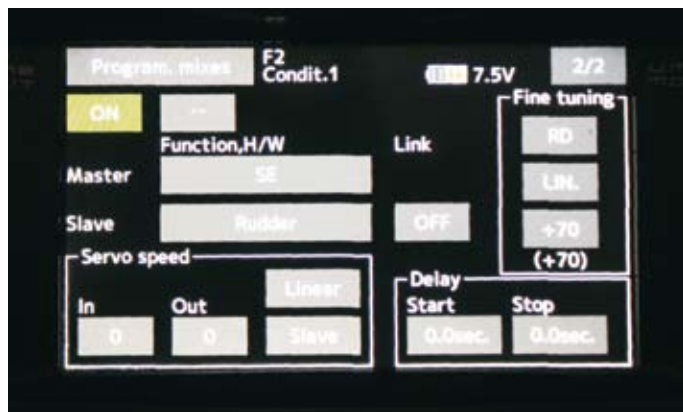 Program. mixes F2 7.5V 2/2
Condit.1
ON -- Fine tuning
Function,H/W Link RD
Master SE LIN.
Slave Rudder OFF +70
(+70)
Servo speed Linear Delay
In Out Start Stop
0 0 Slave 0.0sec. 0.0sec.